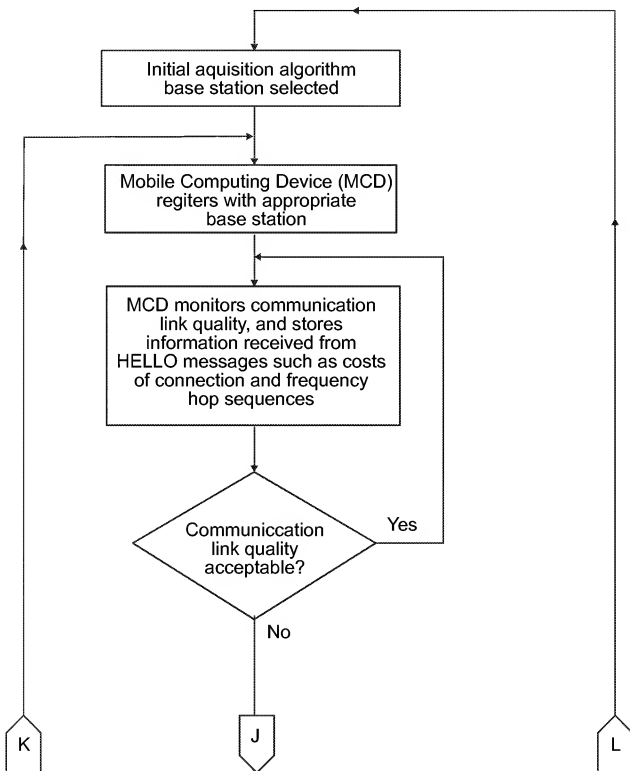 Initial aquisition algorithm
base station selected
Mobile Computing Device (MCD)
regiters with appropriate
base station
MCD monitors communication
link quality, and stores
information received from
HELLO messages such as costs
of connection and frequency
hop sequences
Communiccation
link quality
acceptable?
Yes
No
K
J
L